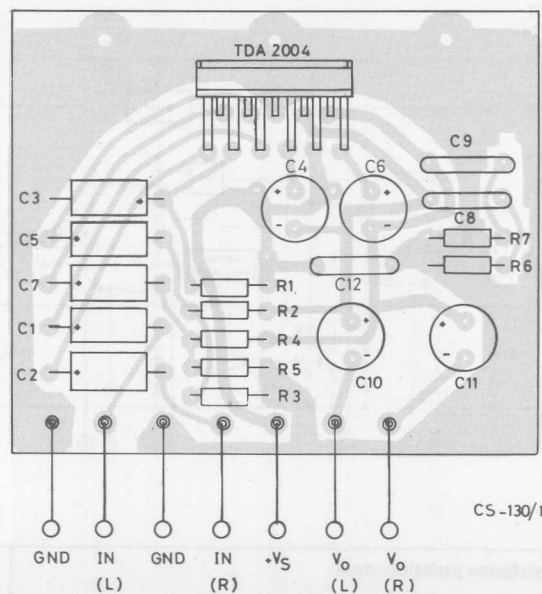 TDA 2004
C9
C4 C6
C3
C8
C5
R7
R6
C7
C12
R1
R2
C1
R4
R5
C2
C10 C11
R3
CS-130/1
GND IN GND IN +VS VO VO
(L) (R) (L) (R)